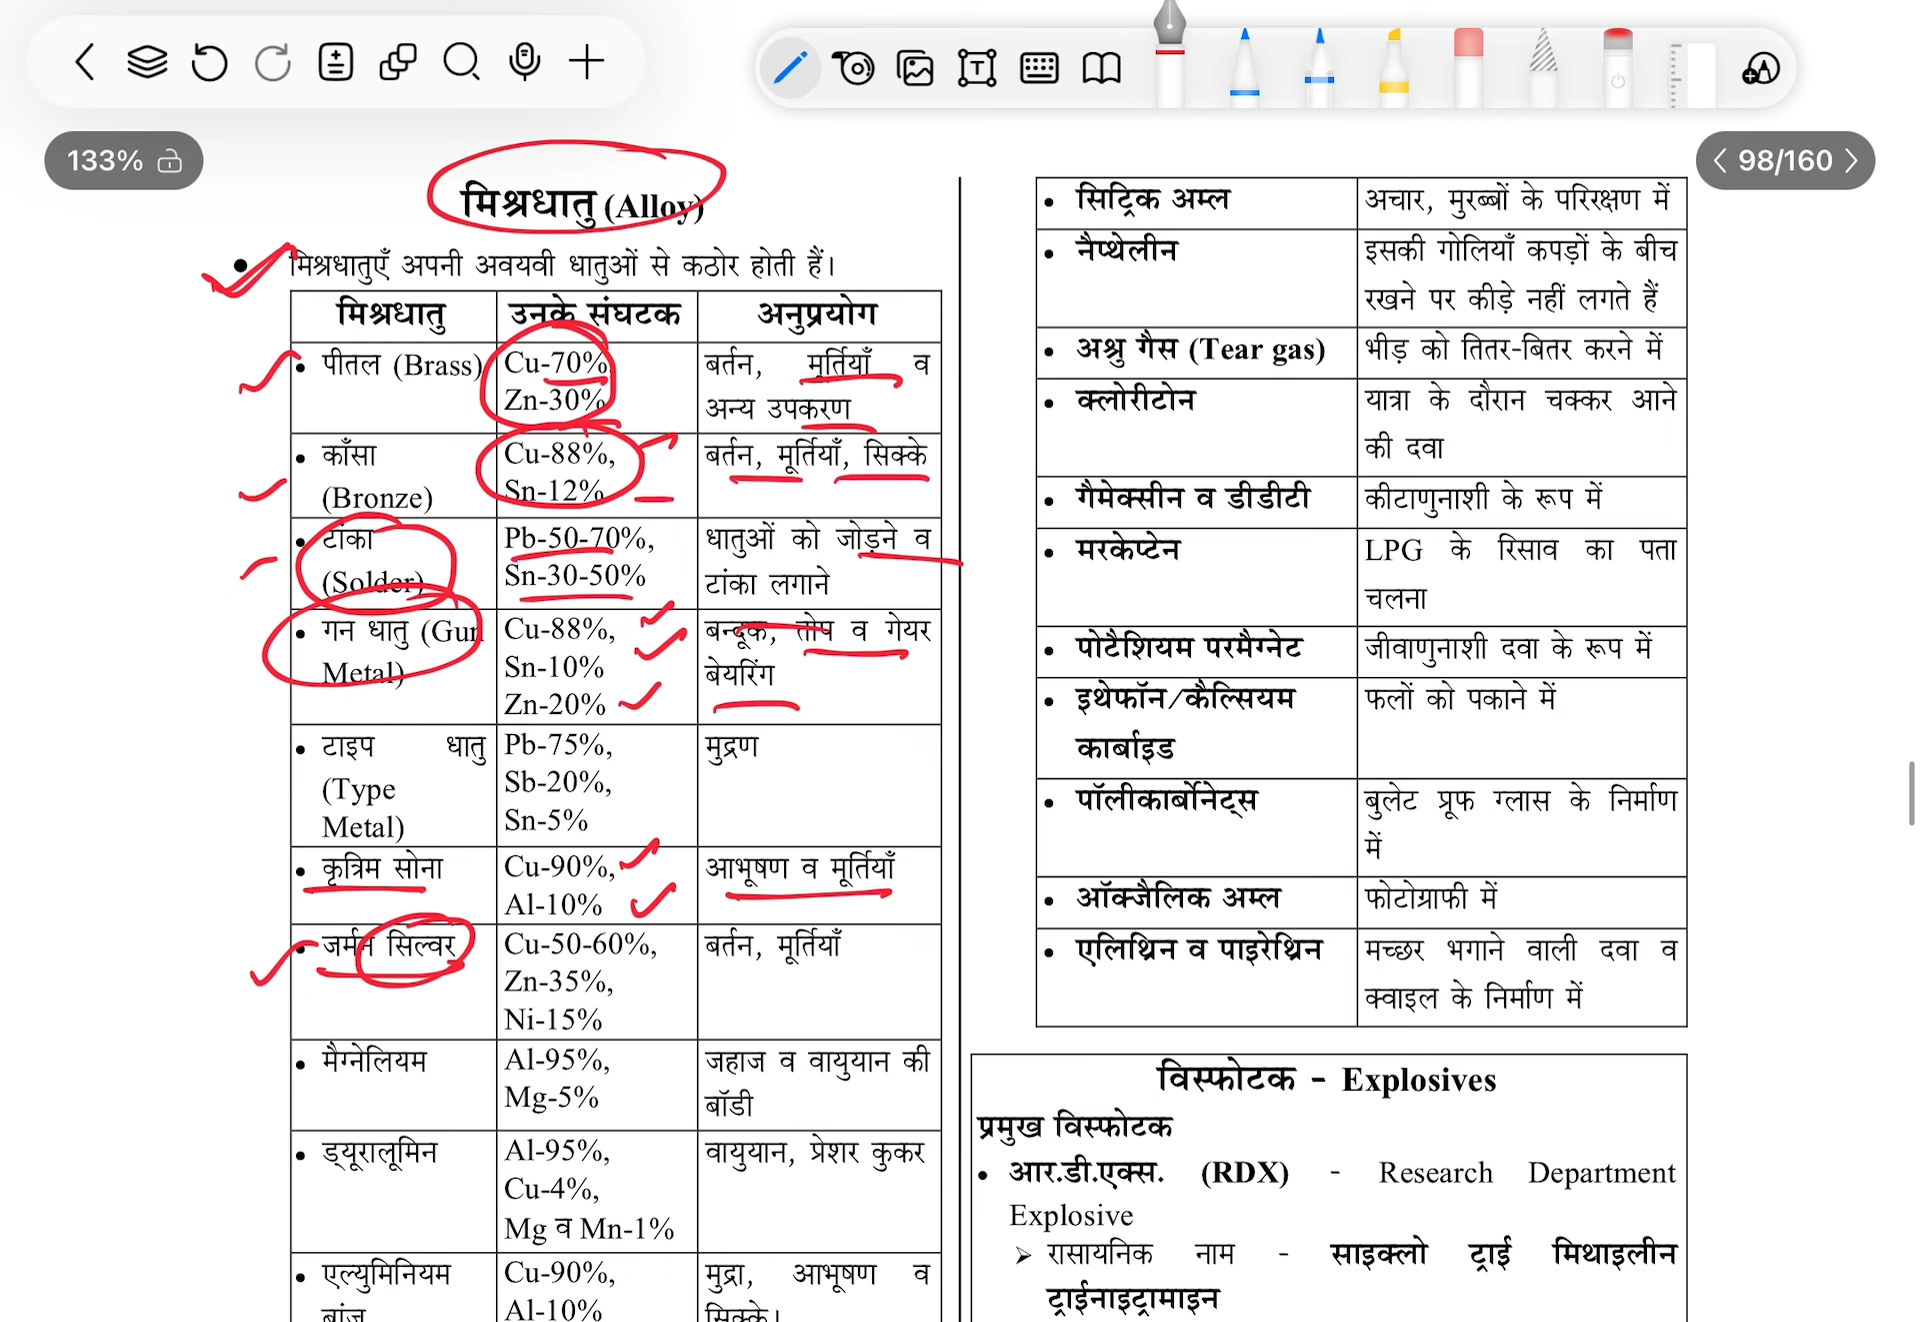 133%
98/160
मिश्रधातु (Alloy)
• मिश्रधातुएँ अपनी अवयवी धातुओं से कठोर होती हैं।
मिश्रधातु उनके संघटक अनुप्रयोग
• पीतल (Brass) Cu-70% Zn-30% बर्तन, मूर्तियाँ व
अन्य उपकरण
• काँसा Cu-88%, बर्तन, मूर्तियाँ, सिक्के
(Bronze) Sn-12%
• टांका Pb-50-70%, धातुओं को जोड़ने व
(Solder) Sn-30-50% टांका लगाने
• गन धातु (Gun Cu-88%, बन्दूक, तोप व गेयर
Metal) Sn-10% बेयरिंग
Zn-20%
• टाइप धातु Pb-75%, मुद्रण
(Type Sb-20%,
Metal) Sn-5%
• कृत्रिम सोना Cu-90%, आभूषण व मूर्तियाँ
Al-10%
• जर्मन सिल्वर Cu-50-60%, बर्तन, मूर्तियाँ
Zn-35%,
Ni-15%
• मैग्नेलियम Al-95%, जहाज व वायुयान की
Mg-5% बॉडी
• ड्यूरालूमिन Al-95%, वायुयान, प्रेशर कुकर
Cu-4%,
Mg व Mn-1%
• एल्युमिनियम Cu-90%, मुद्रा, आभूषण व
Al-10% सिक्के।
• सिट्रिक अम्ल अचार, मुरब्बों के परिरक्षण में
• नैप्थेलीन इसकी गोलियाँ कपड़ों के बीच
रखने पर कीड़े नहीं लगते हैं
• अश्रु गैस (Tear gas) भीड़ को तितर-बितर करने में
• क्लोरीटोन यात्रा के दौरान चक्कर आने
की दवा
• गैमेक्सीन व डीडीटी कीटाणुनाशी के रूप में
• मरकेप्टेन LPG के रिसाव का पता
चलना
• पोटैशियम परमैग्नेट जीवाणुनाशी दवा के रूप में
• इथेफॉन/कैल्सियम फलों को पकाने में
कार्बाइड
• पॉलीकार्बोनेट्स बुलेट प्रूफ ग्लास के निर्माण
में
• ऑक्जैलिक अम्ल फोटोग्राफी में
• एलिथ्रिन व पाइरेथ्रिन मच्छर भगाने वाली दवा व
क्वाइल के निर्माण में
विस्फोटक - Explosives
प्रमुख विस्फोटक
• आर.डी.एक्स. (RDX) - Research Department
Explosive
➢ रासायनिक नाम - साइक्लो ट्राई मिथाइलीन
ट्राईनाइट्रामाइन